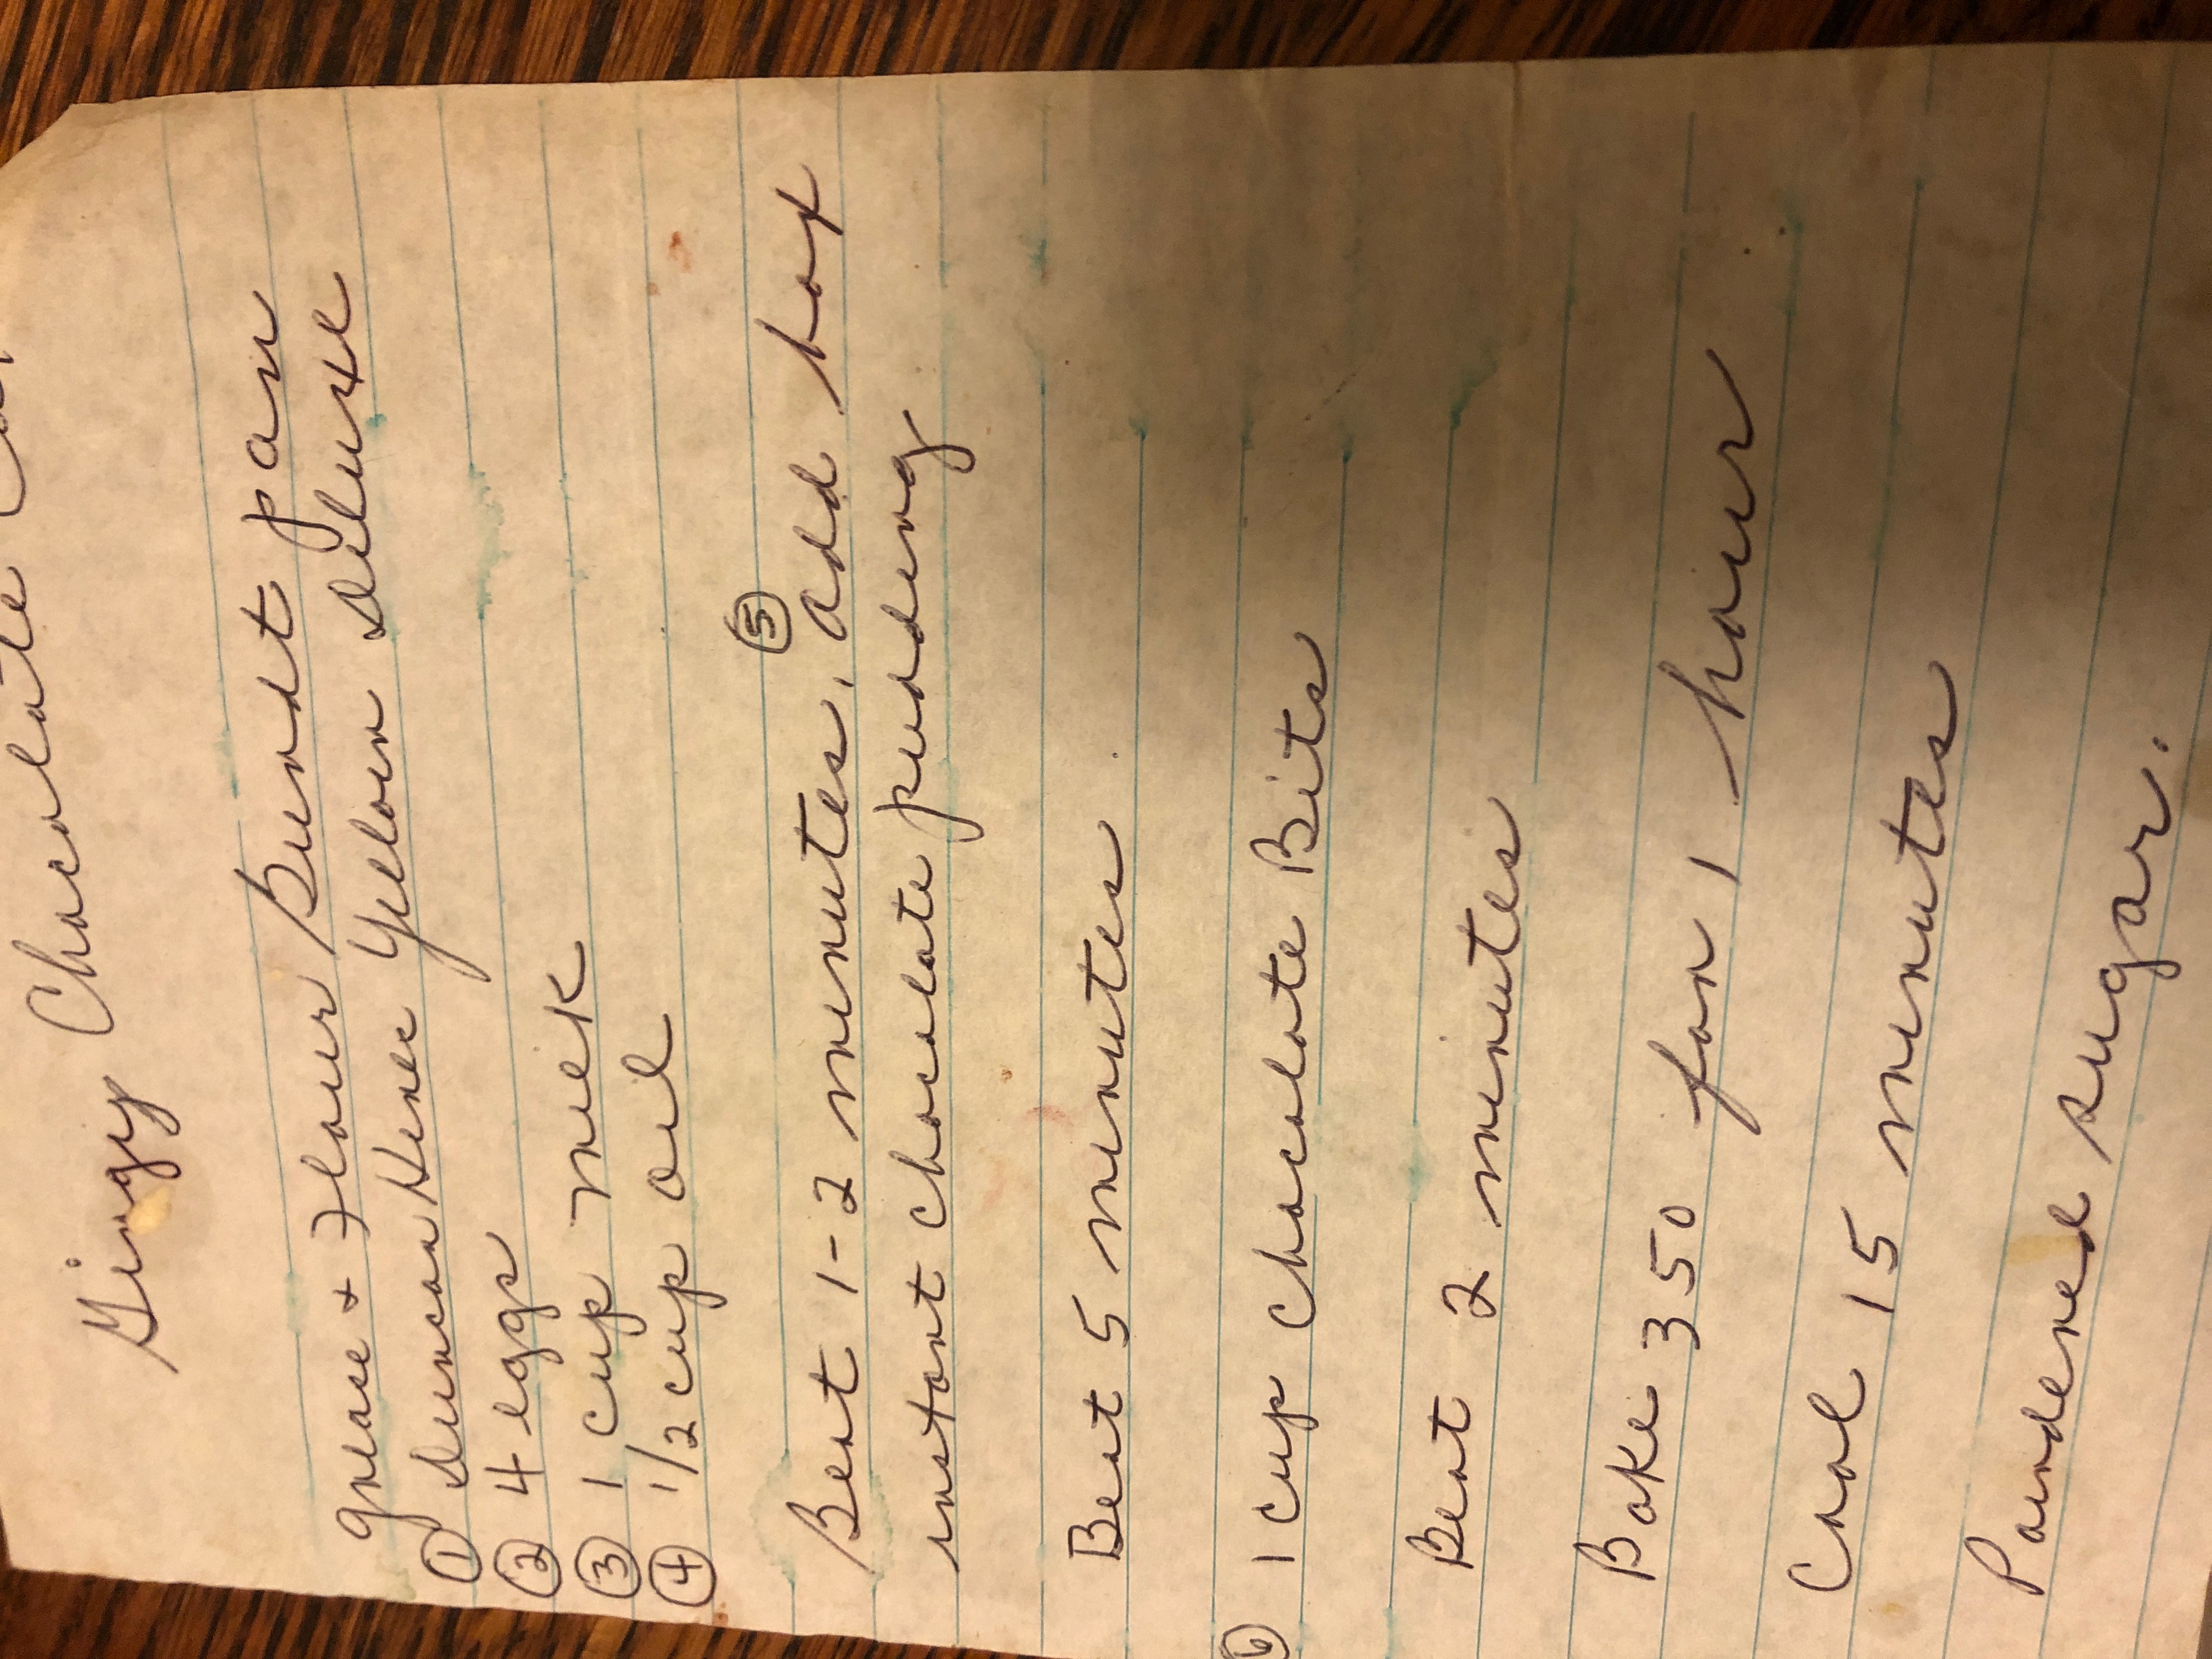 Gingy Chocolate
Grease & Flour Bundt pan
① Duncan Hines Yellow Deluxe
② 4 eggs
③ 1 cup milk
④ 1/2 cup oil
⑤
Beat 1-2 minutes. Add box
instant chocolate pudding
Beat 5 minutes
⑥ 1 cup chocolate Bits
Beat 2 minutes
Bake 350 for 1 hour
Cool 15 minutes
Powdered sugar.